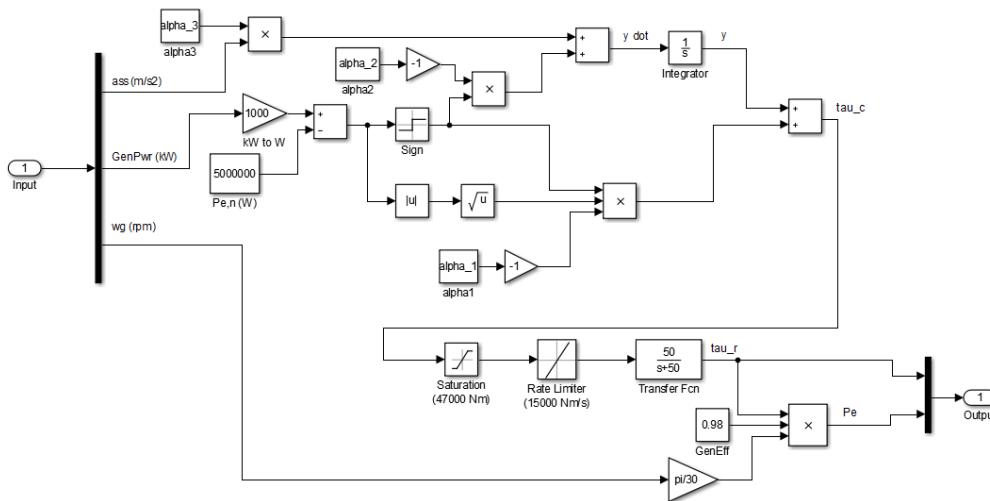 alpha_3
alpha3
×
ass (m/s2)
alpha_2
alpha2
-1
×
+
+
y dot
1
s
Integrator
y
GenPwr (kW)
1000
kW to W
+
−
Sign
+
+
tau_c
1
Input
5000000
Pe,n (W)
|u|
√u
×
wg (rpm)
alpha_1
alpha1
-1
Saturation
(47000 Nm)
Rate Limiter
(15000 Nm/s)
50
s+50
Transfer Fcn
tau_r
0.98
GenEff
×
Pe
1
Output
pi/30